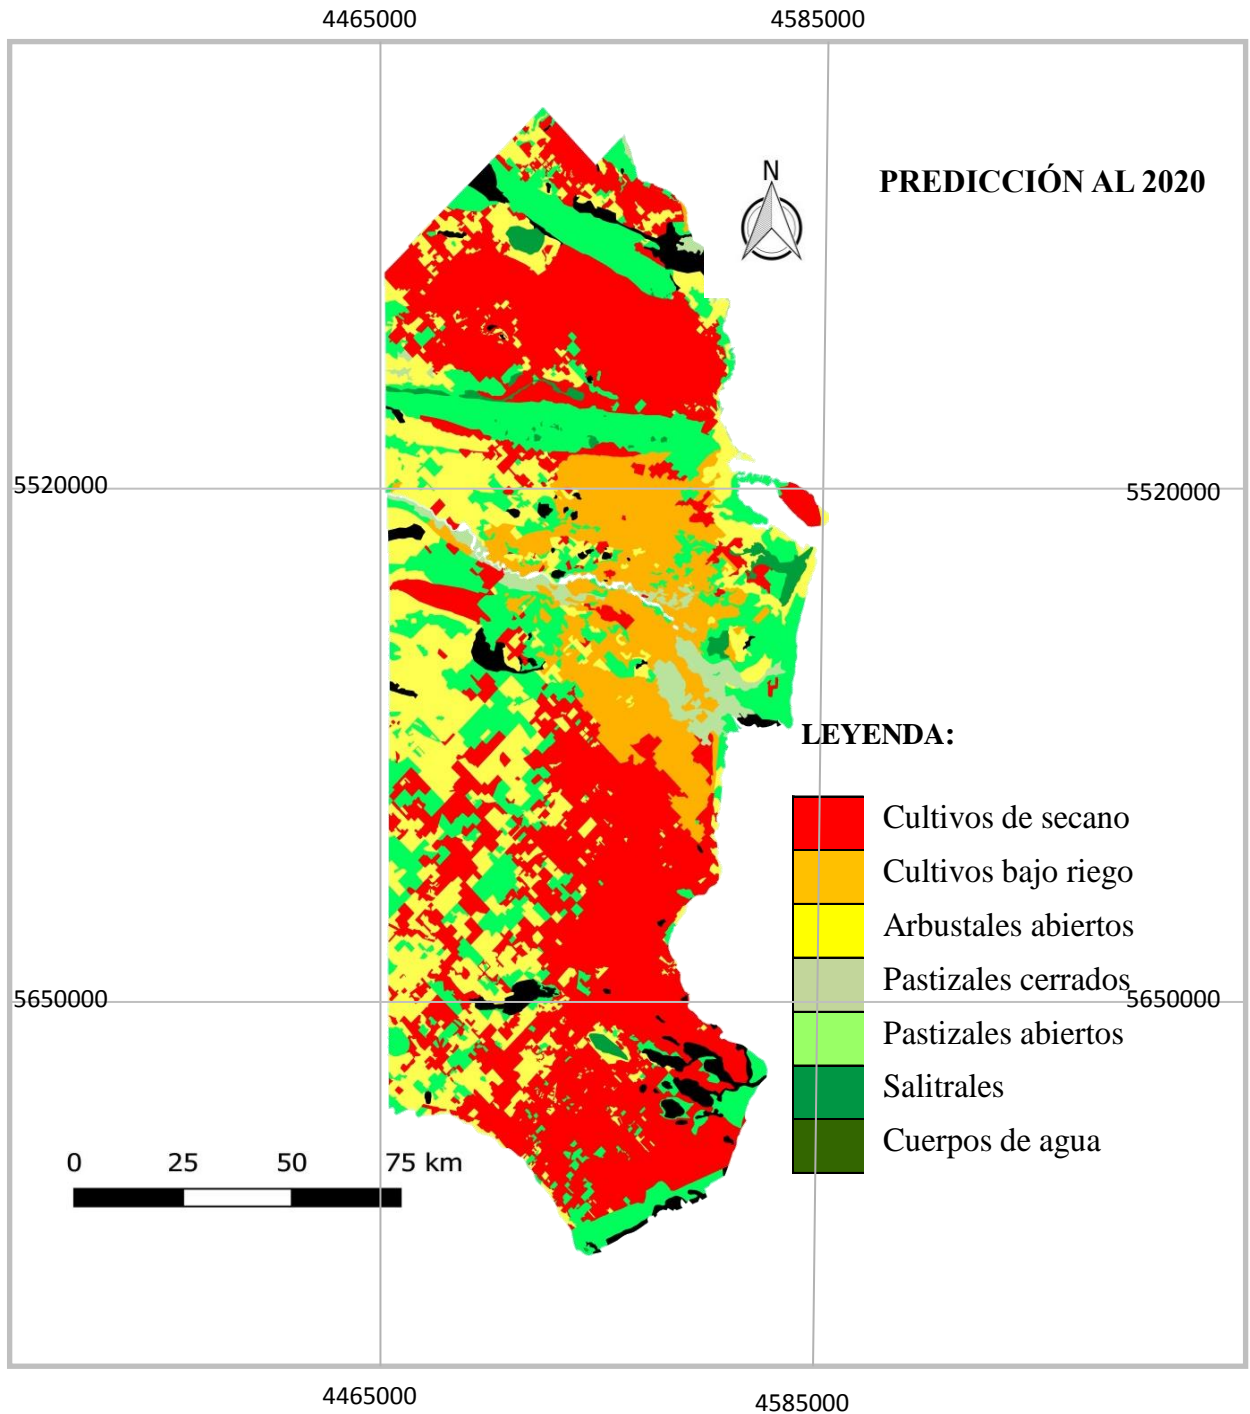 4465000 4585000
N
PREDICCIÓN AL 2020
5520000 5520000
LEYENDA:
Cultivos de secano
Cultivos bajo riego
Arbustales abiertos
Pastizales cerrados
5650000 5650000
Pastizales abiertos
Salitrales
Cuerpos de agua
0 25 50 75 km
4465000 4585000